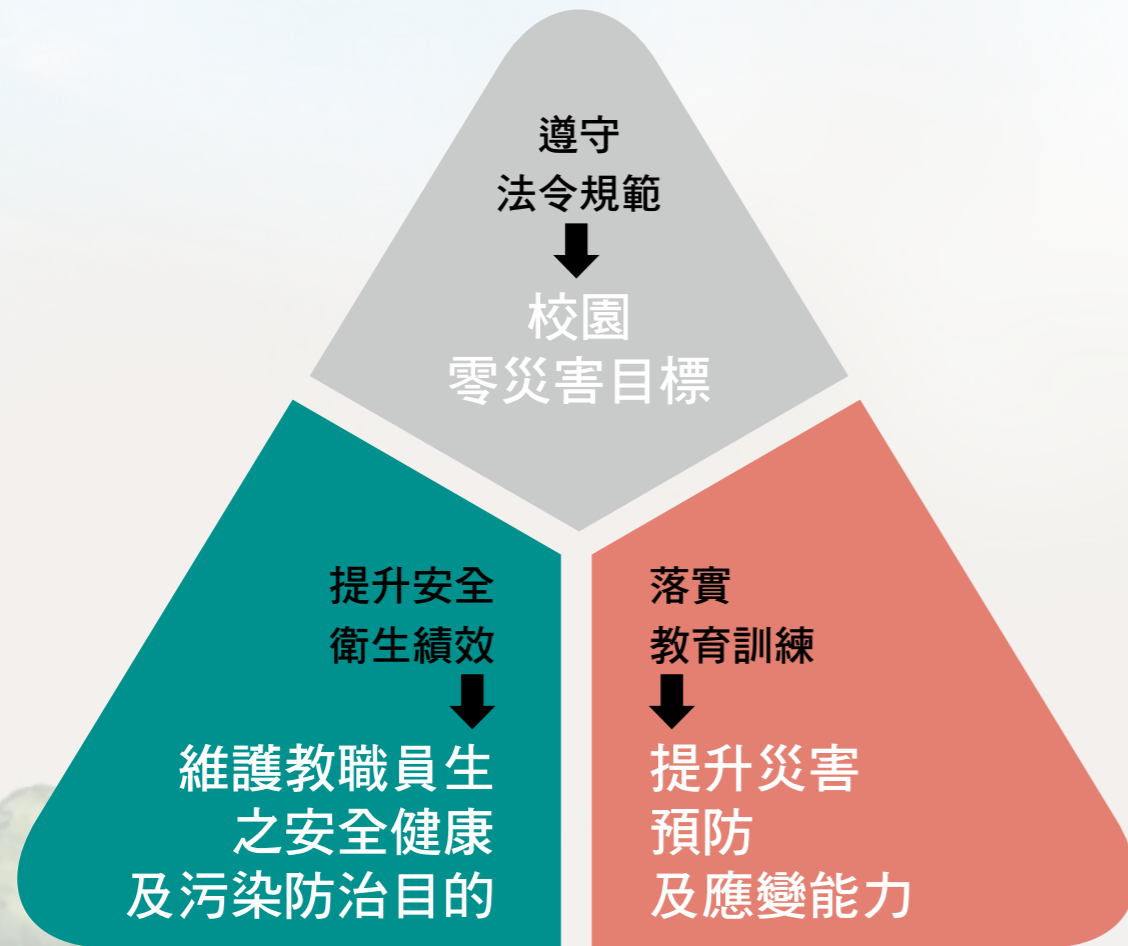 遵守
法令規範
校園
零災害目標
提升安全
衛生績效
維護教職員生
之安全健康
及污染防治目的
落實
教育訓練
提升災害
預防
及應變能力